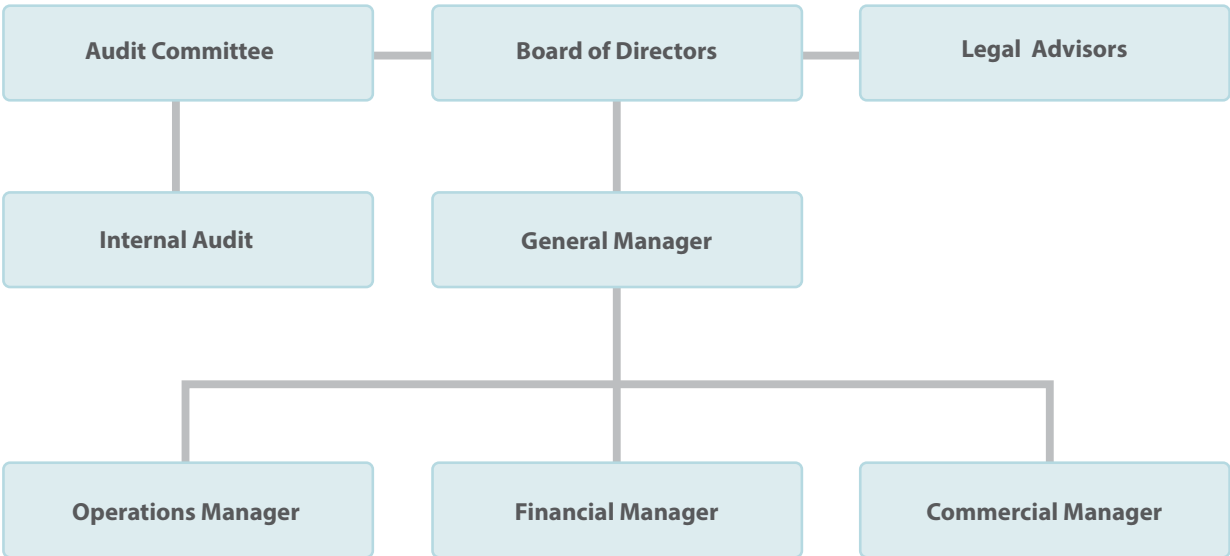 Audit Committee
Board of Directors
Legal Advisors
Internal Audit
General Manager
Operations Manager
Financial Manager
Commercial Manager